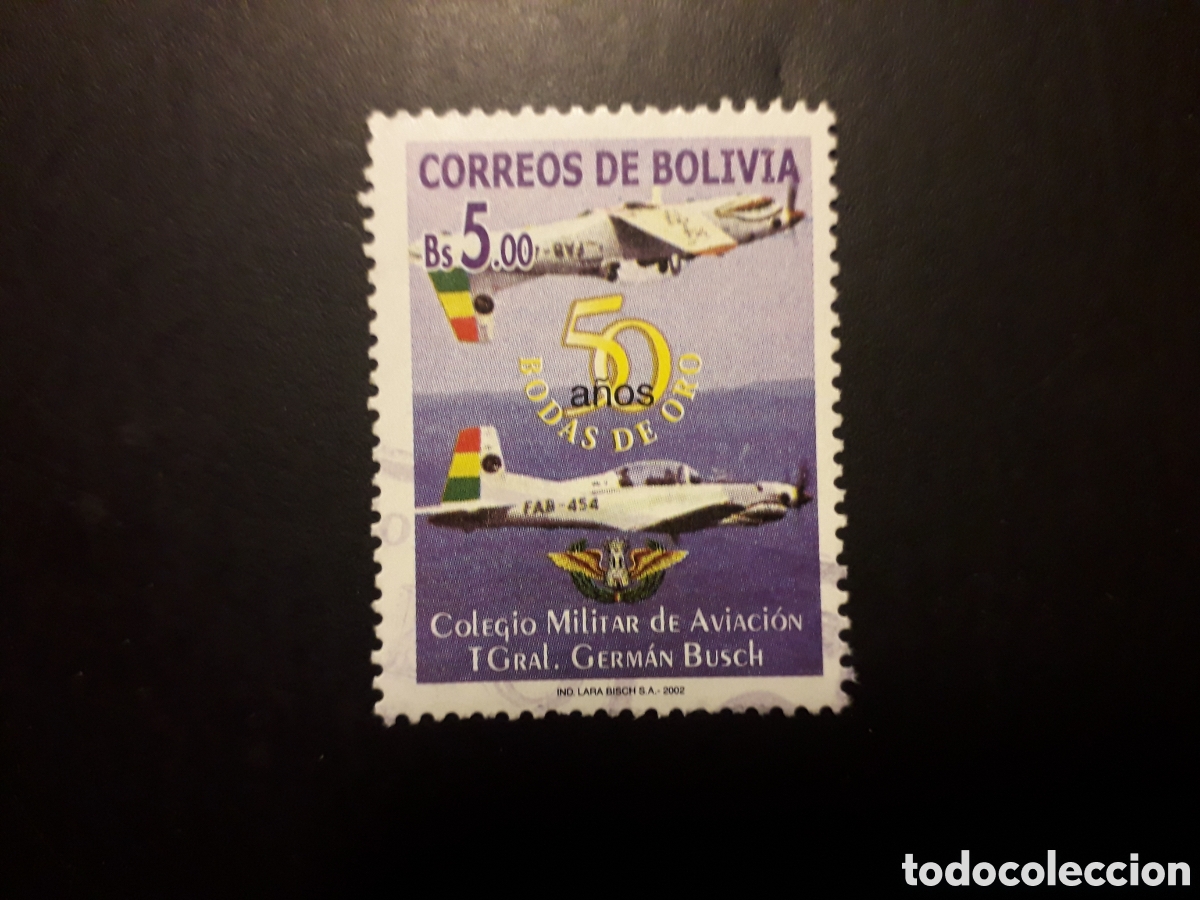 CORREOS DE BOLIVIA
Bs 5.00
FAB-
50
años
BODAS DE ORO
FAB-454
Colegio Militar de Aviación
TGral. Germán Busch
IND. LARA BISCH S.A.- 2002
todocoleccion